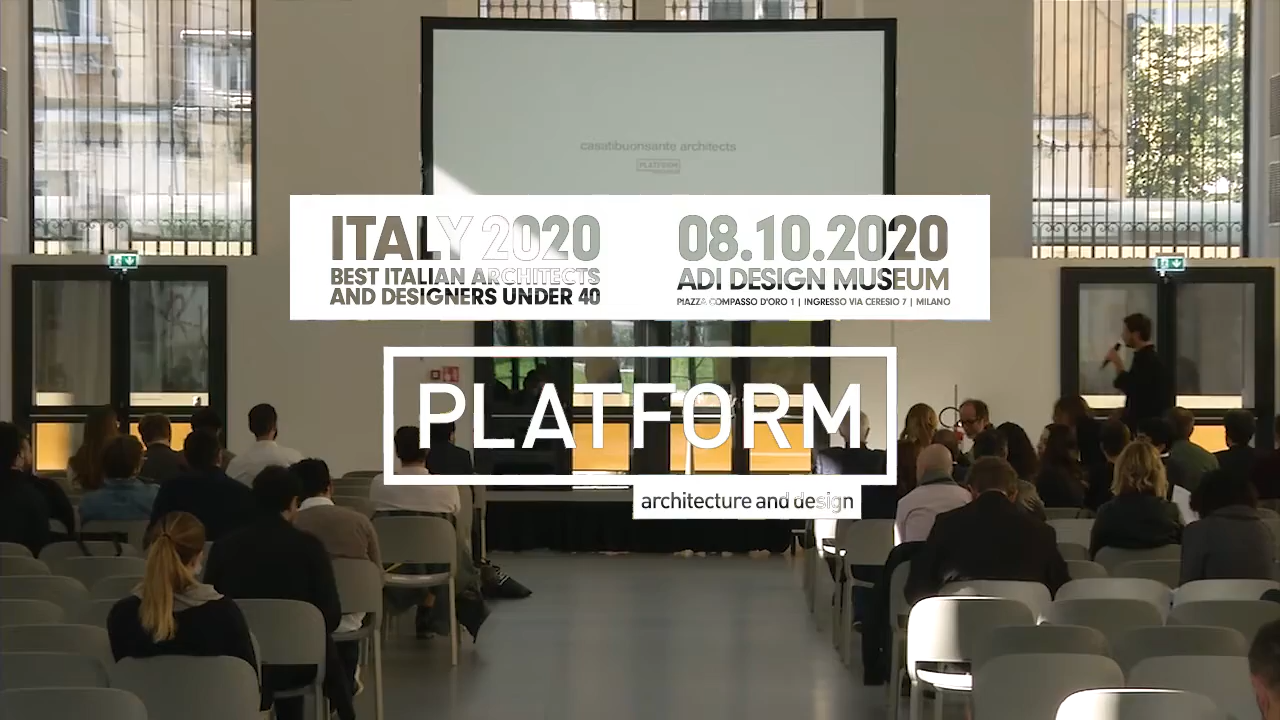 casatibuonsante architects
PLATFORM
ITALY 2020
BEST ITALIAN ARCHITECTS
AND DESIGNERS UNDER 40
08.10.2020
ADI DESIGN MUSEUM
PIAZZA COMPASSO D'ORO 1 | INGRESSO VIA CERESIO 7 | MILANO
PLATFORM
architecture and design